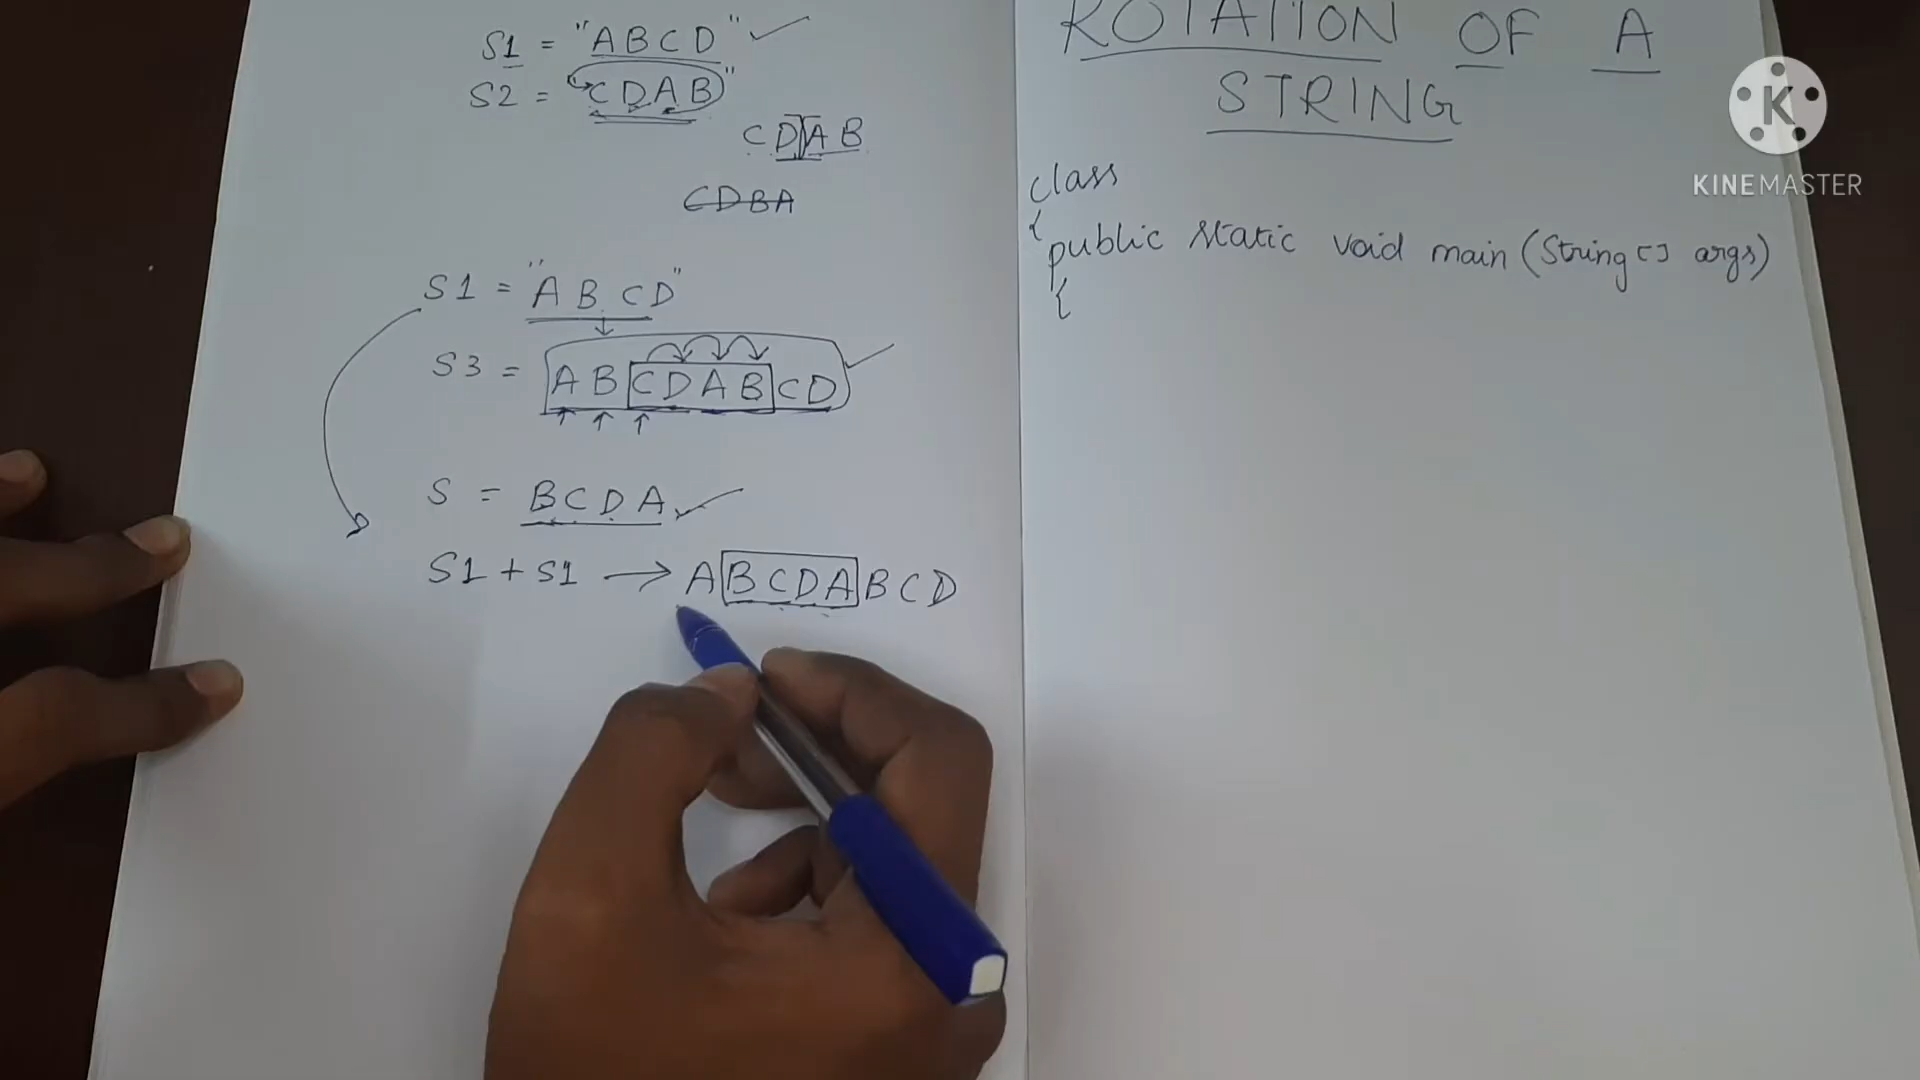 S1 = "ABCD"
S2 = "CDAB"
CDAB
CDBA
S1 = "ABCD"
S3 = ABCDABCD
S = BCDA
S1 + S1 → ABCDABCD
ROTATION OF A
STRING
class
{
public static void main (String [] args)
{
K
KINEMASTER